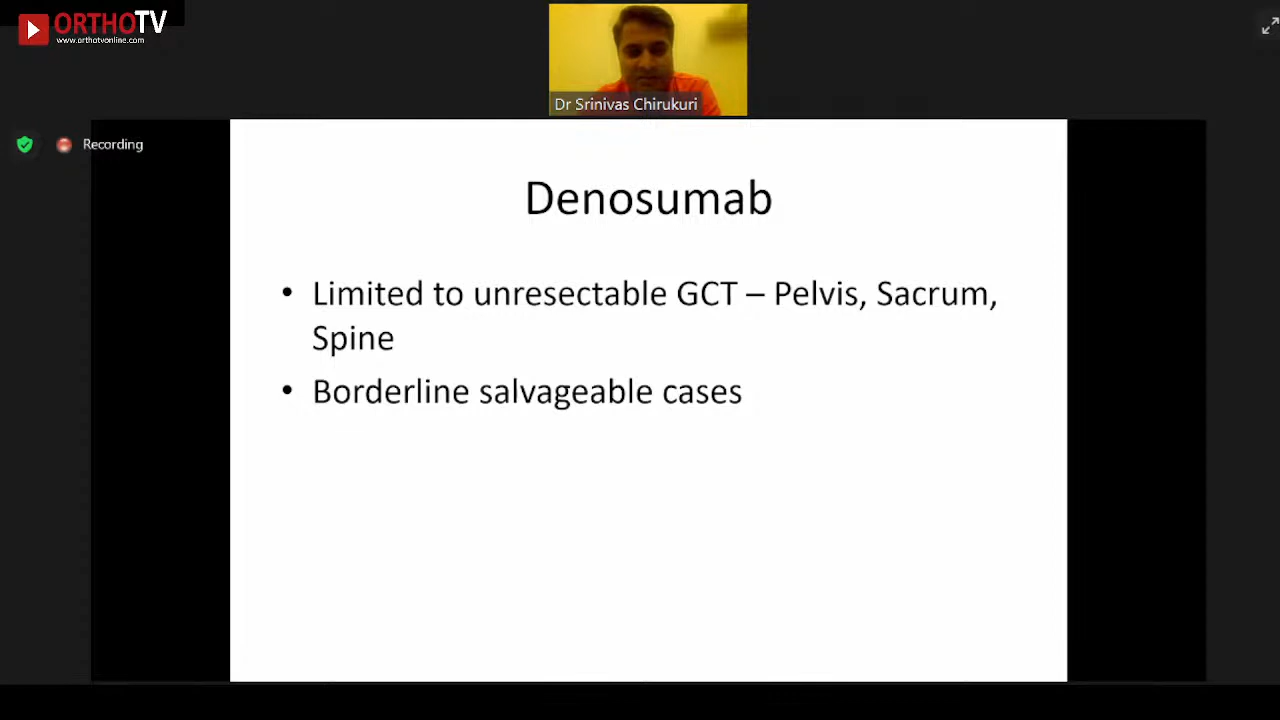 ORTHOTV
www.orthotvonline.com
Dr Srinivas Chirukuri
Recording
Denosumab
• Limited to unresectable GCT – Pelvis, Sacrum,
Spine
• Borderline salvageable cases